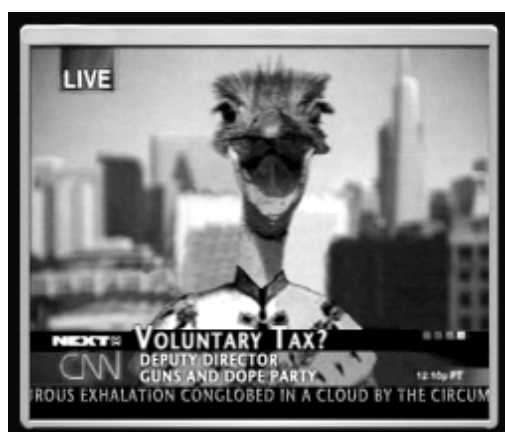 LIVE
NEXT@
VOLUNTARY TAX?
CNN
DEPUTY DIRECTOR
GUNS AND DOPE PARTY
12:10p PT
UROUS EXHALATION CONGLOBED IN A CLOUD BY THE CIRCUM